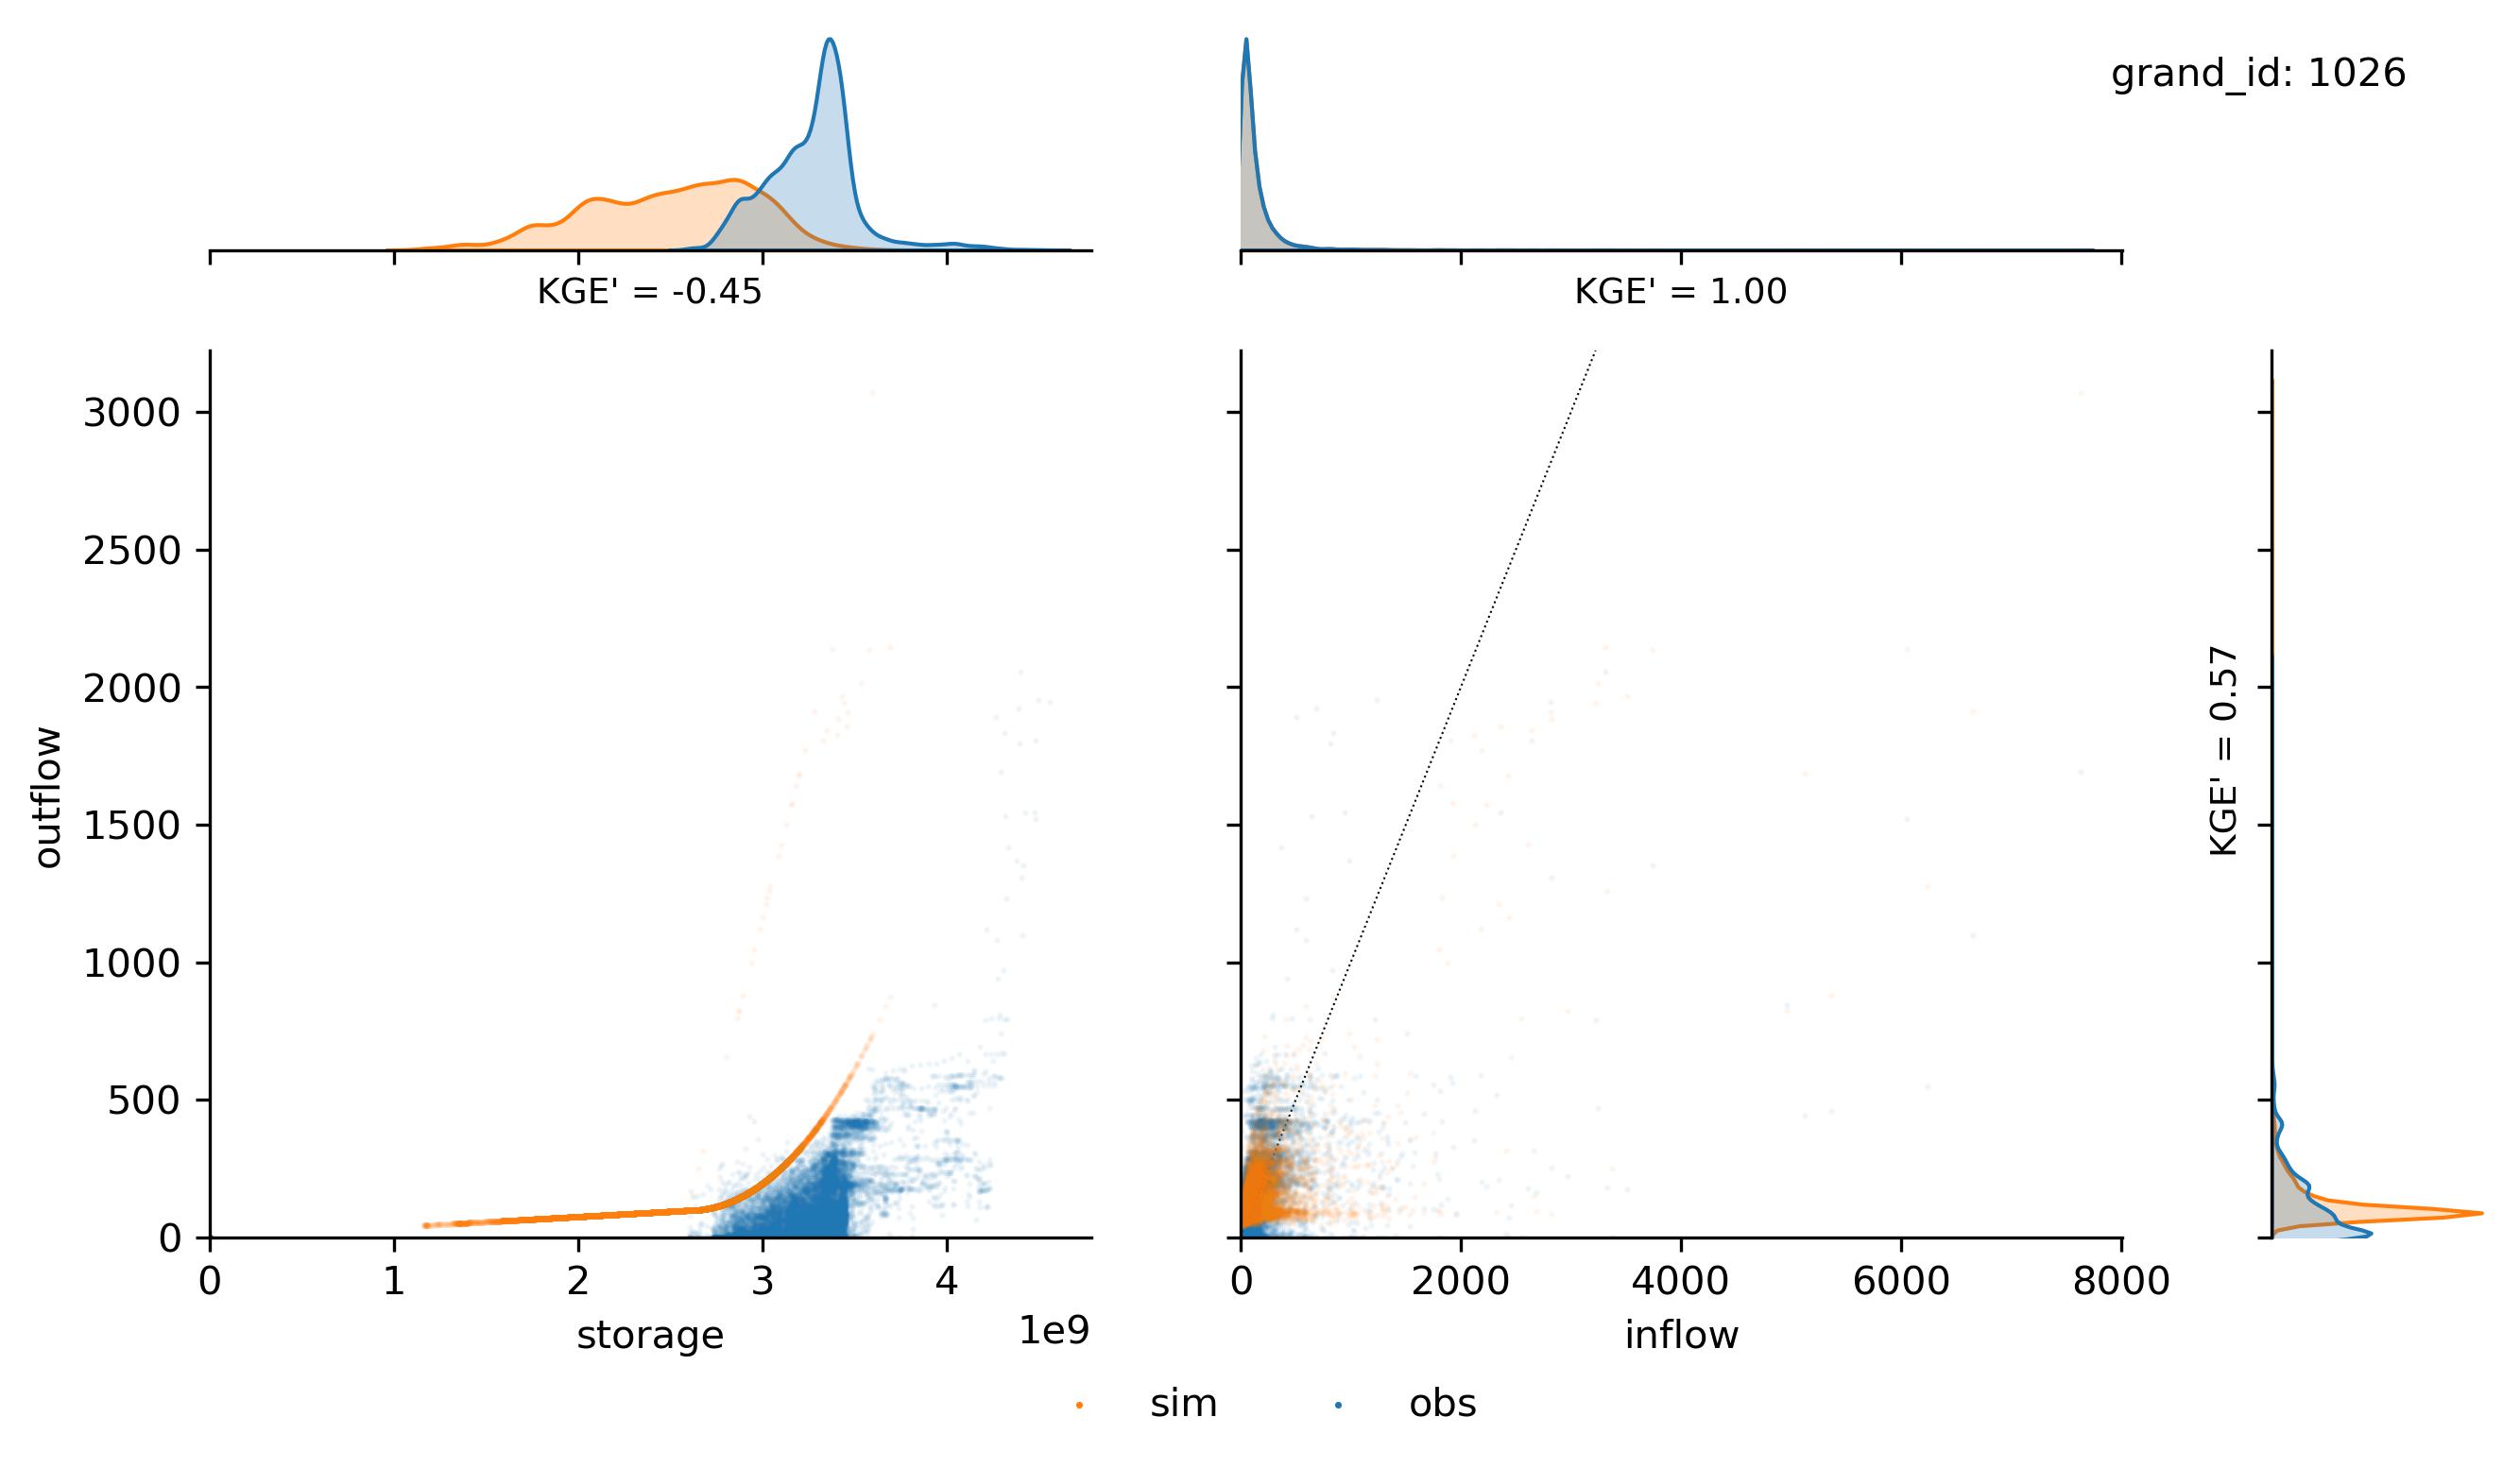 grand_id: 1026
KGE' = -0.45
KGE' = 1.00
3000
2500
2000
1500
1000
500
0
outflow
KGE' = 0.57
0 1 2 3 4
0 2000 4000 6000 8000
storage
1e9
inflow
sim
obs